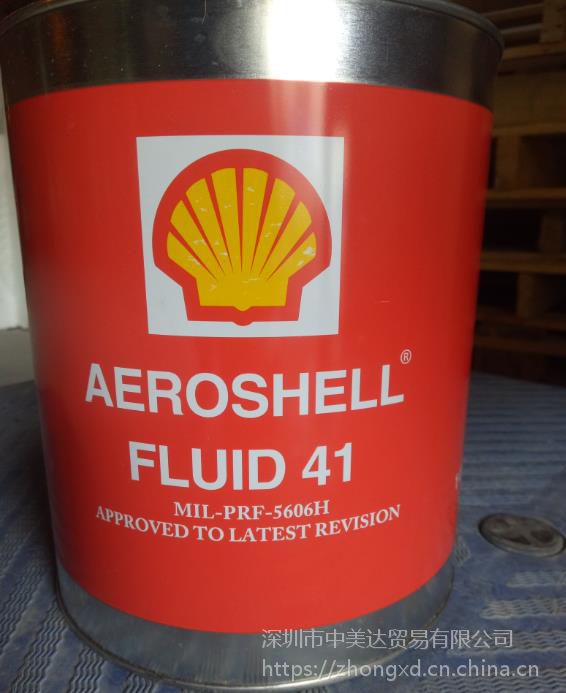 AEROSHELL®
FLUID 41
MIL-PRF-5606H
APPROVED TO LATEST REVISION
深圳市中美达贸易有限公司
https://zhongxd.cn.china.cn